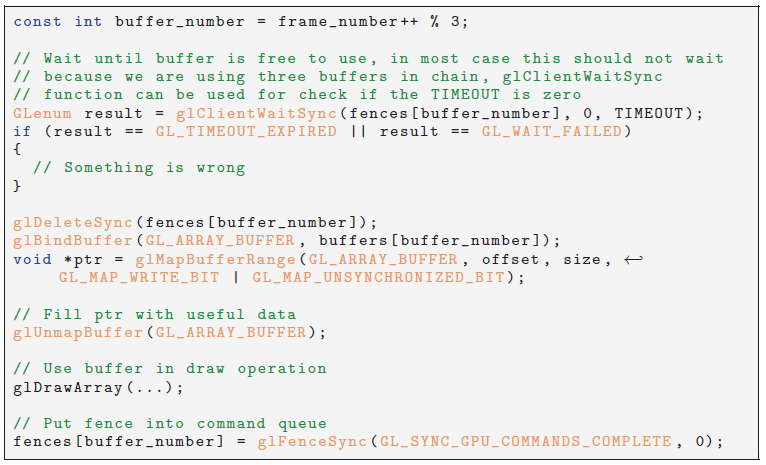 const int buffer_number = frame_number++ % 3;
// Wait until buffer is free to use, in most case this should not wait
// because we are using three buffers in chain, glClientWaitSync
// function can be used for check if the TIMEOUT is zero
GLenum result = glClientWaitSync(fences[buffer_number], 0, TIMEOUT);
if (result == GL_TIMEOUT_EXPIRED || result == GL_WAIT_FAILED)
{
// Something is wrong
}
glDeleteSync(fences[buffer_number]);
glBindBuffer(GL_ARRAY_BUFFER, buffers[buffer_number]);
void *ptr = glMapBufferRange(GL_ARRAY_BUFFER, offset, size, ↩
GL_MAP_WRITE_BIT | GL_MAP_UNSYNCHRONIZED_BIT);
// Fill ptr with useful data
glUnmapBuffer(GL_ARRAY_BUFFER);
// Use buffer in draw operation
glDrawArray(...);
// Put fence into command queue
fences[buffer_number] = glFenceSync(GL_SYNC_GPU_COMMANDS_COMPLETE, 0);